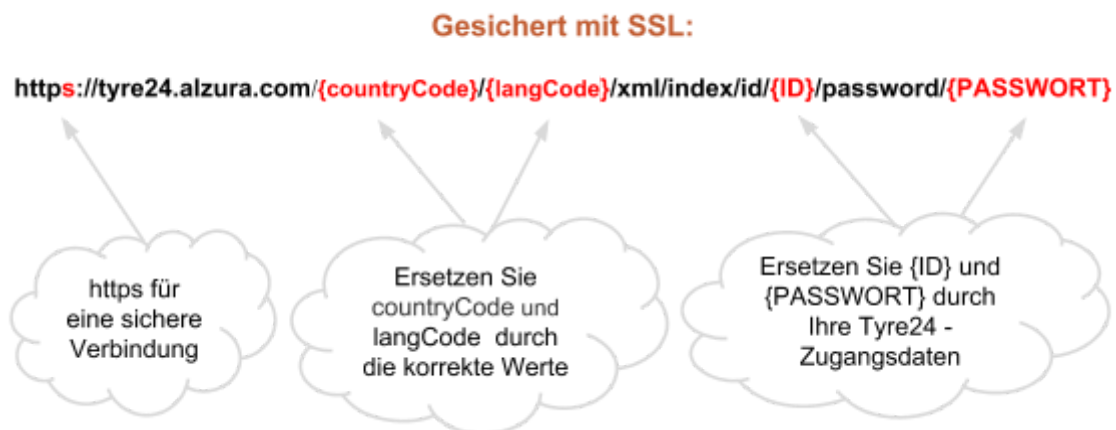 Gesichert mit SSL:
https://tyre24.alzura.com/{countryCode}/{langCode}/xml/index/id/{ID}/password/{PASSWORT}
https für
eine sichere
Verbindung
Ersetzen Sie
countryCode und
langCode durch
die korrekte Werte
Ersetzen Sie {ID} und
{PASSWORT} durch
Ihre Tyre24 -
Zugangsdaten